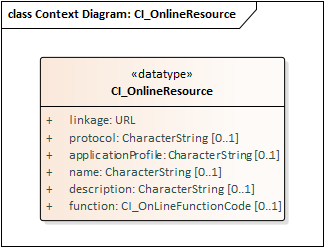 class Context Diagram: CI_OnlineResource
«datatype»
CI_OnlineResource
+ linkage: URL
+ protocol: CharacterString [0..1]
+ applicationProfile: CharacterString [0..1]
+ name: CharacterString [0..1]
+ description: CharacterString [0..1]
+ function: CI_OnLineFunctionCode [0..1]